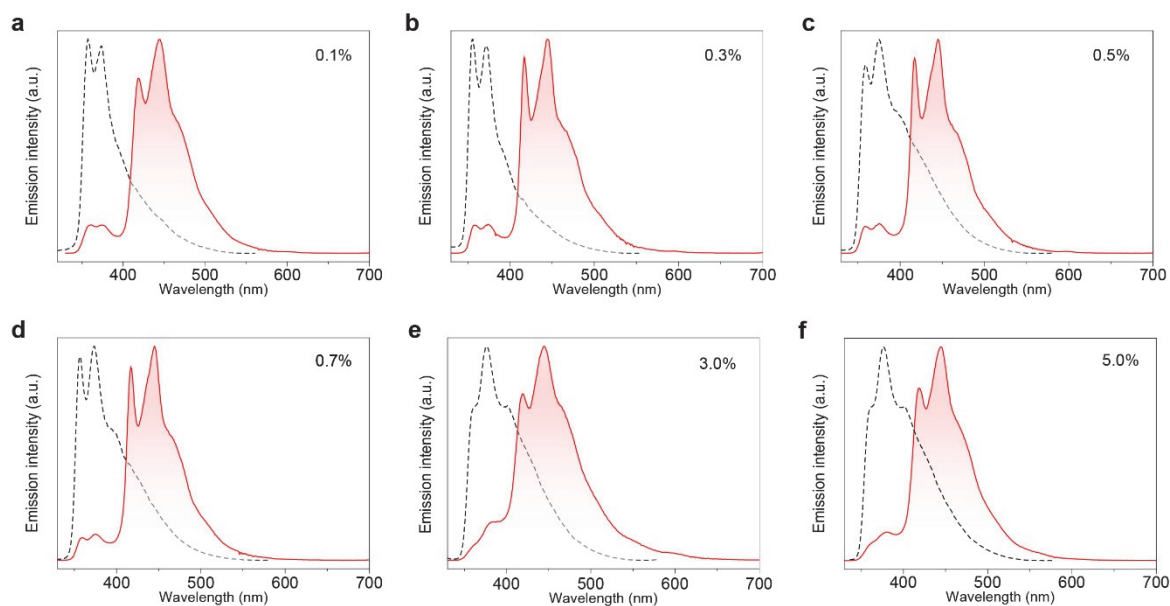 a
Emission intensity (a.u.)
0.1%
400 500 600 700
Wavelength (nm)
b
Emission intensity (a.u.)
0.3%
400 500 600 700
Wavelength (nm)
c
Emission intensity (a.u.)
0.5%
400 500 600 700
Wavelength (nm)
d
Emission intensity (a.u.)
0.7%
400 500 600 700
Wavelength (nm)
e
Emission intensity (a.u.)
3.0%
400 500 600 700
Wavelength (nm)
f
Emission intensity (a.u.)
5.0%
400 500 600 700
Wavelength (nm)